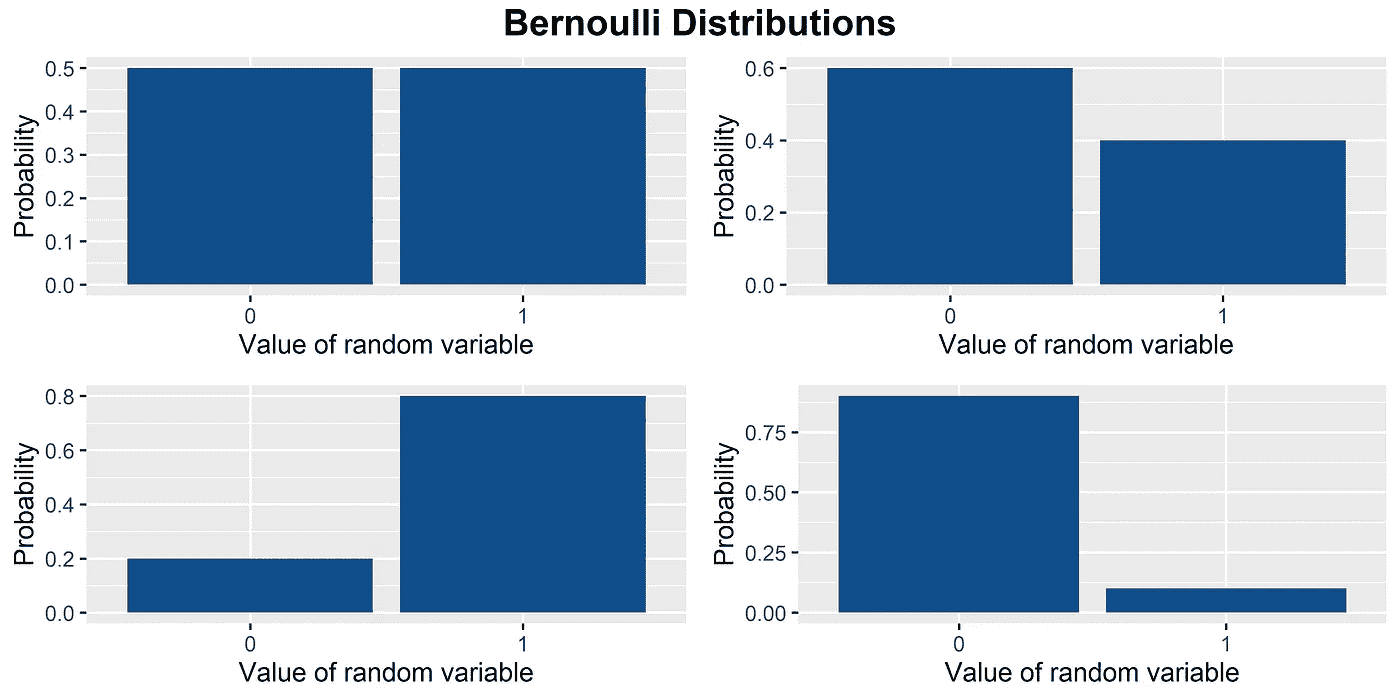 Bernoulli Distributions
Probability
0.5
0.4
0.3
0.2
0.1
0.0
0 1
Value of random variable
Probability
0.6
0.4
0.2
0.0
0 1
Value of random variable
Probability
0.8
0.6
0.4
0.2
0.0
0 1
Value of random variable
Probability
0.75
0.50
0.25
0.00
0 1
Value of random variable